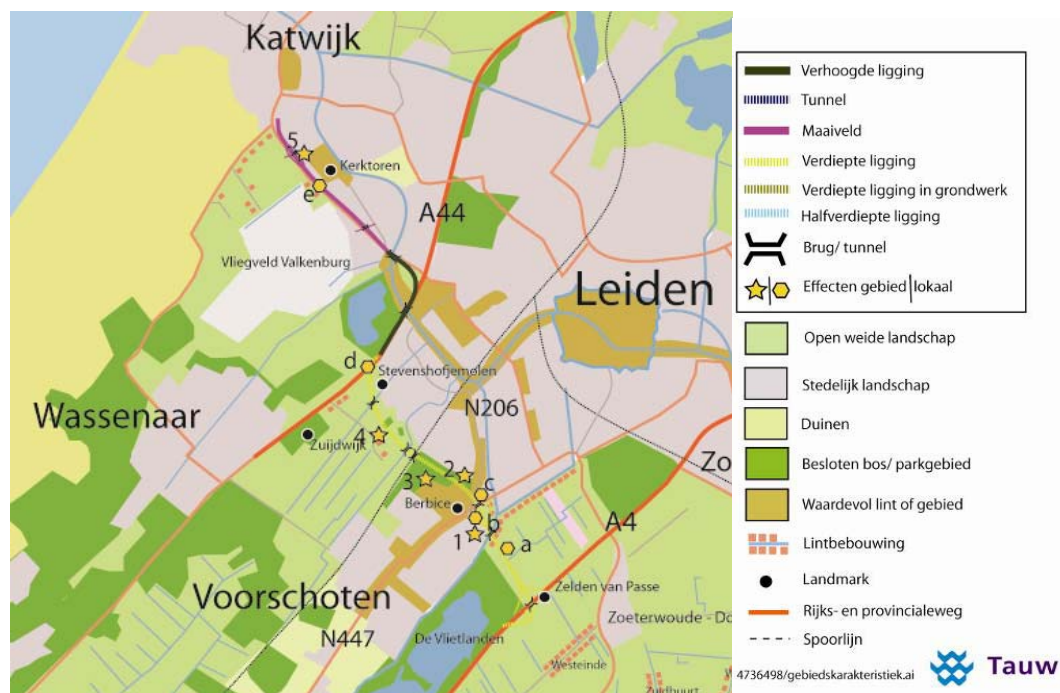 Katwijk
5
Kerktoren
e
A44
Vliegveld Valkenburg
Leiden
d
Stevenshofjemolen
Wassenaar
N206
Zuijdwijk
4
Zo
3
2
c
Berbice
b
1
a
A4
Voorschoten
Zelden van Passe
Zoeterwoude - Do
N447
De Vlietlanden
Westeinde
Zuidbuurt
Verhoogde ligging
Tunnel
Maaiveld
Verdiepte ligging
Verdiepte ligging in grondwerk
Halfverdiepte ligging
Brug/ tunnel
Effecten gebied | lokaal
Open weide landschap
Stedelijk landschap
Duinen
Besloten bos/ parkgebied
Waardevol lint of gebied
Lintbebouwing
Landmark
Rijks- en provincialeweg
Spoorlijn
4736498/gebiedskarakteristiek.ai
Tauw